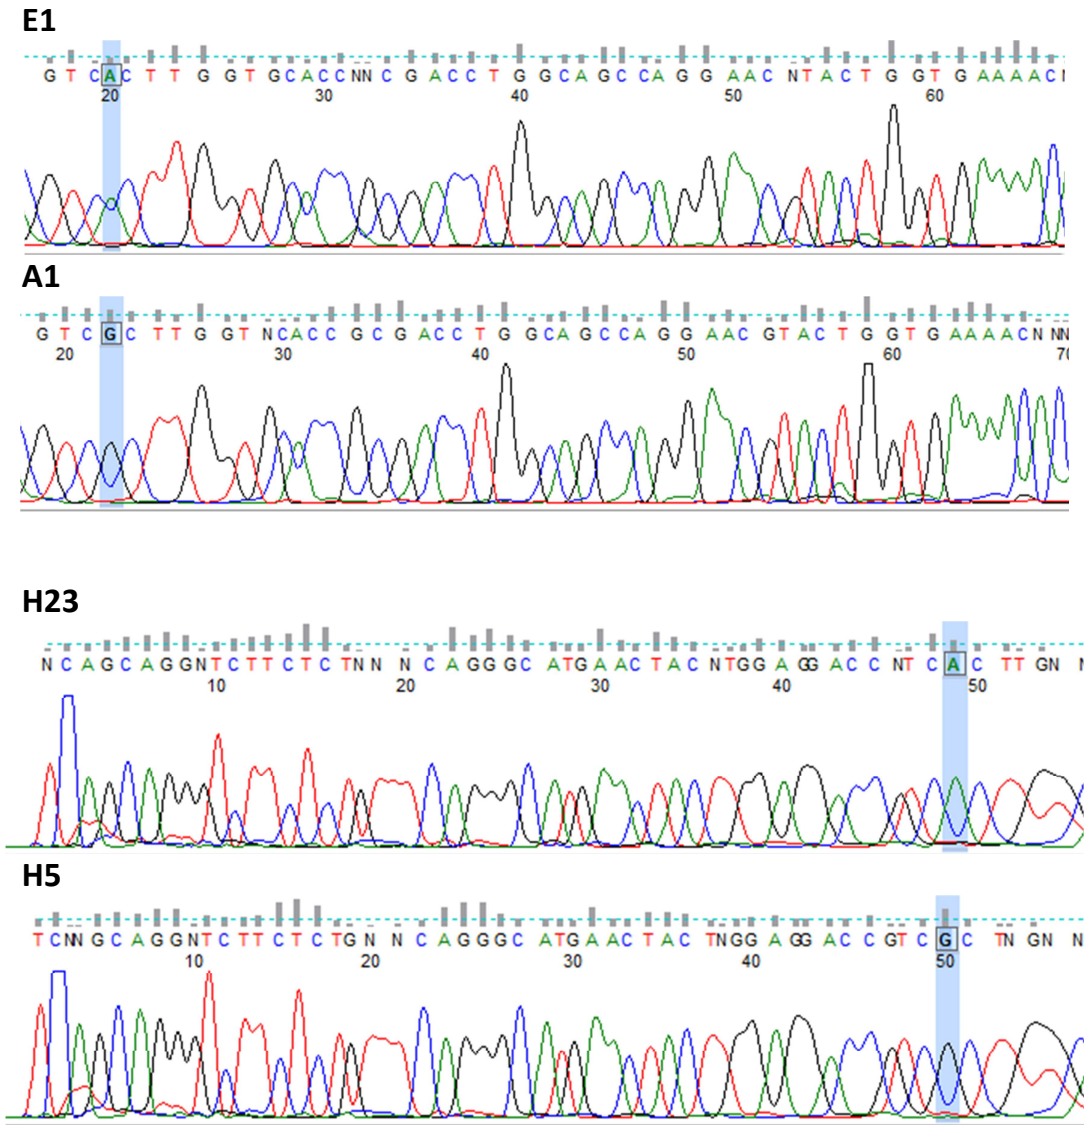 E1
G T C A C T T G G T G C A C C N N C G A C C T G G C A G C C A G G A A C N T A C T G G T G A A A A C N
20 30 40 50 60
A1
G T C G C T T G G T N C A C C G C G A C C T G G C A G C C A G G A A C G T A C T G G T G A A A A C N N N
20 30 40 50 60 70
H23
N C A G C A G G N T C T T C T C T N N N C A G G G C A T G A A C T A C N T G G A G G A C C N T C A C T T G N N
10 20 30 40 50
H5
T C N N G C A G G N T C T T C T C T G N N C A G G G C A T G A A C T A C T N G G A G G A C C G T C G C T N G N N
10 20 30 40 50